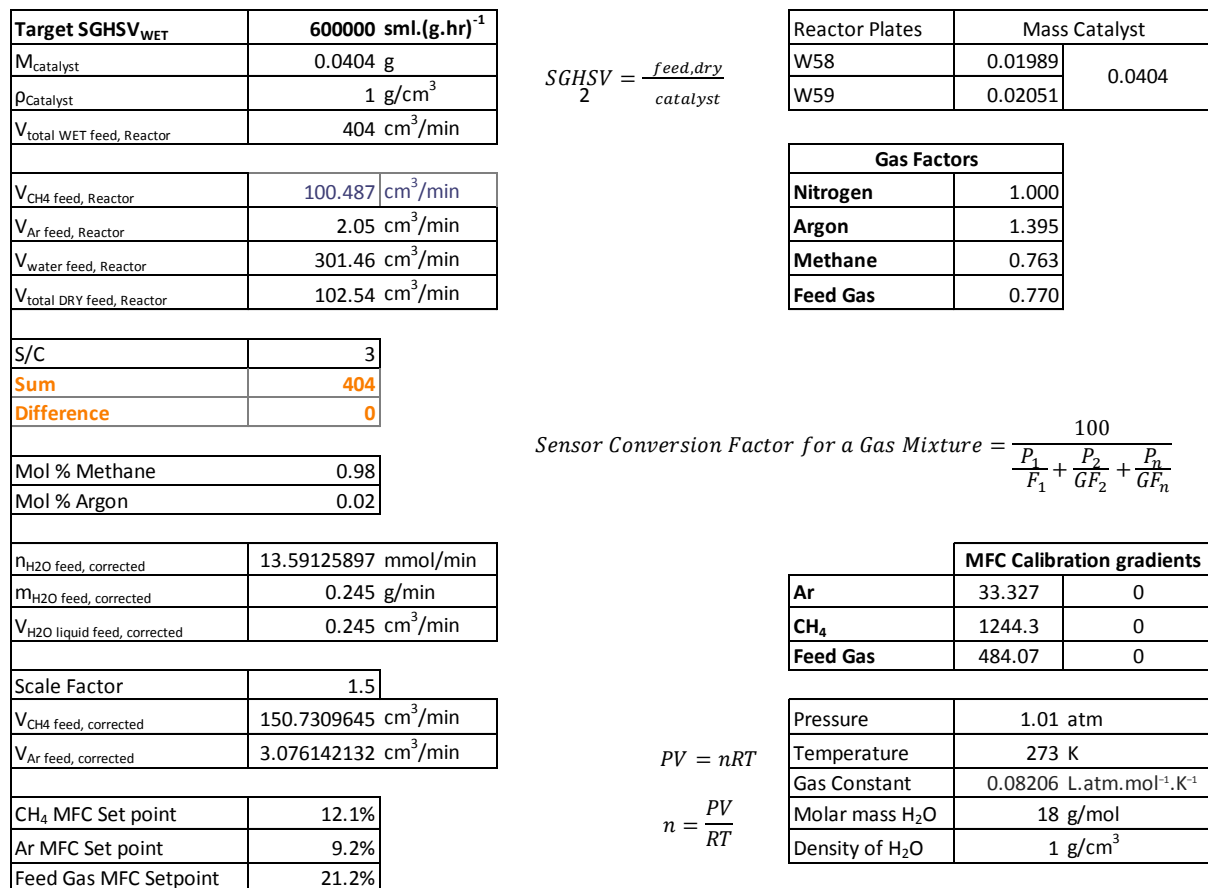 Target SGHSV_WET 600000 sml.(g.hr)⁻¹
M_catalyst 0.0404 g
ρ_Catalyst 1 g/cm³
V_total WET feed, Reactor 404 cm³/min
SGHSV = feed,dry / catalyst
2
Reactor Plates Mass Catalyst
W58 0.01989 0.0404
W59 0.02051
V_CH4 feed, Reactor 100.487 cm³/min
V_Ar feed, Reactor 2.05 cm³/min
V_water feed, Reactor 301.46 cm³/min
V_total DRY feed, Reactor 102.54 cm³/min
Gas Factors
Nitrogen 1.000
Argon 1.395
Methane 0.763
Feed Gas 0.770
S/C 3
Sum 404
Difference 0
Sensor Conversion Factor for a Gas Mixture = 100 / (P₁/F₁ + P₂/GF₂ + Pₙ/GFₙ)
Mol % Methane 0.98
Mol % Argon 0.02
n_H2O feed, corrected 13.59125897 mmol/min
m_H2O feed, corrected 0.245 g/min
V_H2O liquid feed, corrected 0.245 cm³/min
MFC Calibration gradients
Ar 33.327 0
CH₄ 1244.3 0
Feed Gas 484.07 0
Scale Factor 1.5
V_CH4 feed, corrected 150.7309645 cm³/min
V_Ar feed, corrected 3.076142132 cm³/min
PV = nRT
n = PV / RT
Pressure 1.01 atm
Temperature 273 K
Gas Constant 0.08206 L.atm.mol⁻¹.K⁻¹
Molar mass H₂O 18 g/mol
Density of H₂O 1 g/cm³
CH₄ MFC Set point 12.1%
Ar MFC Set point 9.2%
Feed Gas MFC Setpoint 21.2%